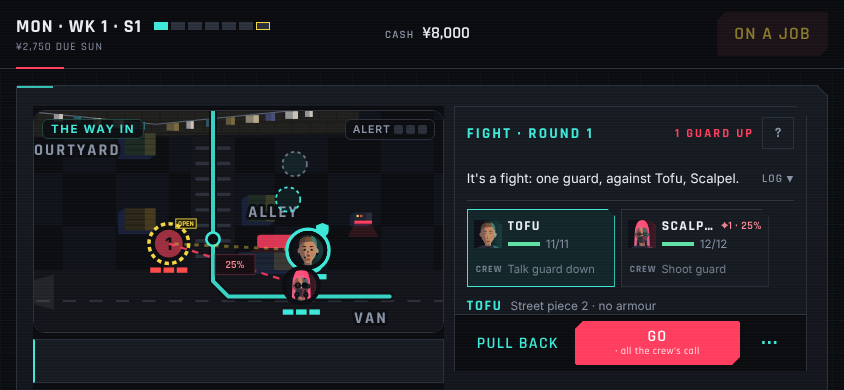 MON · WK 1 · S1
¥2,750 DUE SUN
CASH ¥8,000
ON A JOB
THE WAY IN
ALERT
OURTYARD
OPEN
ALLEY
1
25%
VAN
FIGHT · ROUND 1
1 GUARD UP
?
It's a fight: one guard, against Tofu, Scalpel.
LOG ▼
TOFU
11/11
CREW Talk guard down
SCALP… ✦1 · 25%
12/12
CREW Shoot guard
TOFU Street piece 2 · no armour
PULL BACK
GO
· all the crew's call
···